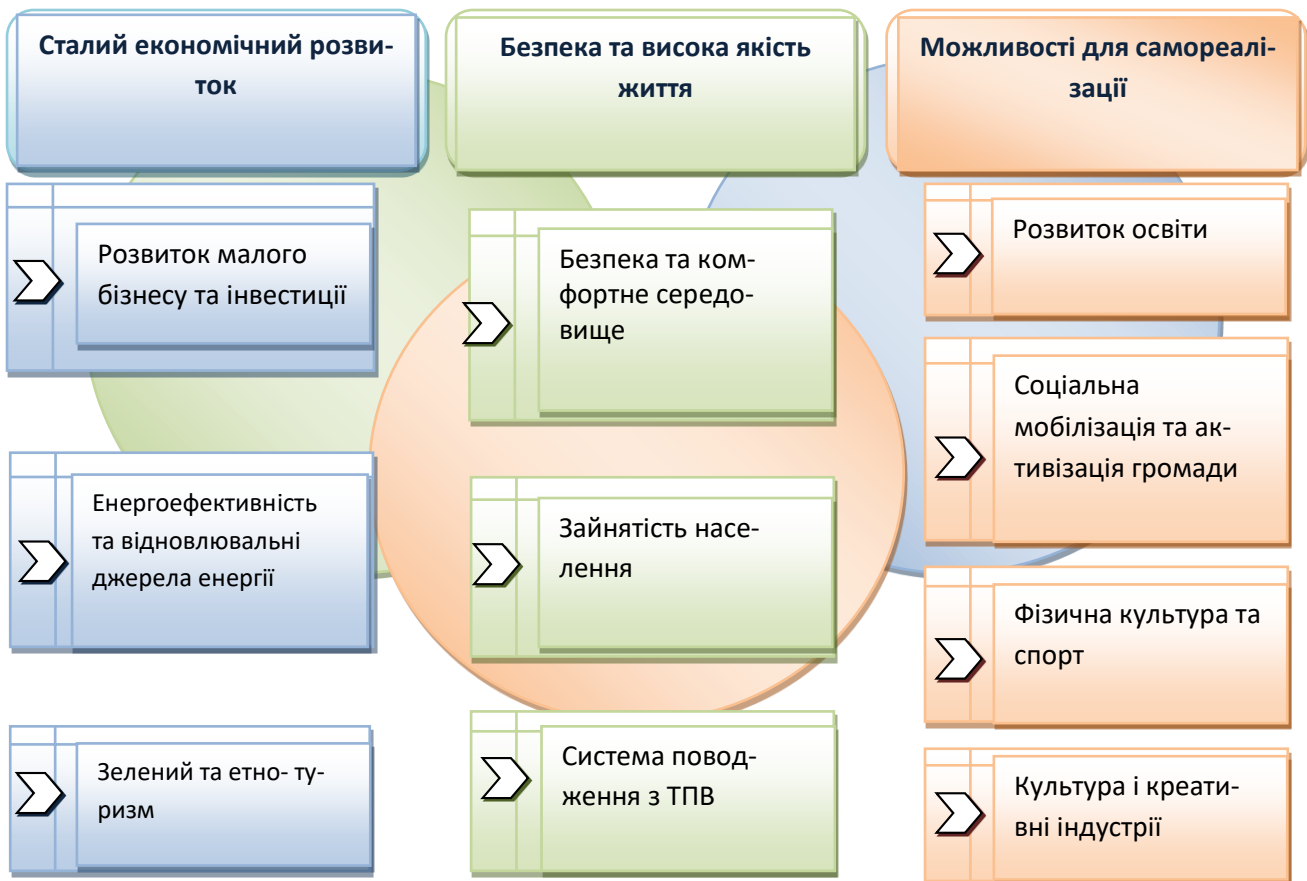 Сталий економічний розви-
ток
Безпека та висока якість
життя
Можливості для самореалі-
зації
Розвиток малого
бізнесу та інвестиції
Енергоефективність
та відновлювальні
джерела енергії
Зелений та етно- ту-
ризм
Безпека та ком-
фортне середо-
вище
Зайнятість насе-
лення
Система повод-
ження з ТПВ
Розвиток освіти
Соціальна
мобілізація та ак-
тивізація громади
Фізична культура та
спорт
Культура і креати-
вні індустрії